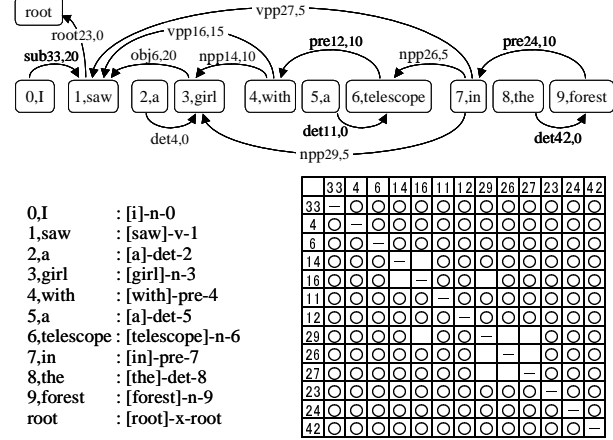 root
vpp27,5
root23,0
vpp16,15
sub33,20
obj6,20
npp14,10
pre12,10
npp26,5
pre24,10
0,I 1,saw 2,a 3,girl 4,with 5,a 6,telescope 7,in 8,the 9,forest
det4,0
det11,0
det42,0
npp29,5
0,I : [i]-n-0
1,saw : [saw]-v-1
2,a : [a]-det-2
3,girl : [girl]-n-3
4,with : [with]-pre-4
5,a : [a]-det-5
6,telescope : [telescope]-n-6
7,in : [in]-pre-7
8,the : [the]-det-8
9,forest : [forest]-n-9
root : [root]-x-root
33 4 6 14 16 11 12 29 26 27 23 24 42
33 － ○ ○ ○ ○ ○ ○ ○ ○ ○ ○ ○ ○
4 ○ － ○ ○ ○ ○ ○ ○ ○ ○ ○ ○ ○
6 ○ ○ － ○ ○ ○ ○ ○ ○ ○ ○ ○ ○
14 ○ ○ ○ － ○ ○ ○ ○ ○ ○ ○ ○
16 ○ ○ ○ － ○ ○ ○ ○ ○ ○ ○
11 ○ ○ ○ ○ ○ － ○ ○ ○ ○ ○ ○ ○
12 ○ ○ ○ ○ ○ ○ － ○ ○ ○ ○ ○ ○
29 ○ ○ ○ ○ ○ ○ － ○ ○ ○
26 ○ ○ ○ ○ ○ ○ ○ － ○ ○ ○
27 ○ ○ ○ ○ ○ ○ ○ － ○ ○ ○
23 ○ ○ ○ ○ ○ ○ ○ ○ ○ ○ － ○ ○
24 ○ ○ ○ ○ ○ ○ ○ ○ ○ ○ ○ － ○
42 ○ ○ ○ ○ ○ ○ ○ ○ ○ ○ ○ ○ －